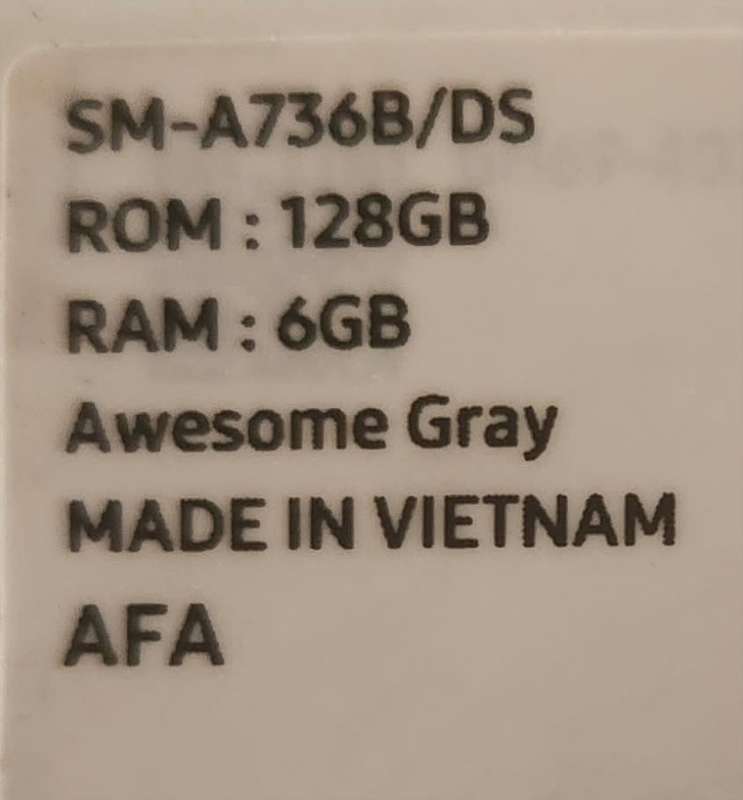 SM-A736B/DS
ROM : 128GB
RAM : 6GB
Awesome Gray
MADE IN VIETNAM
AFA